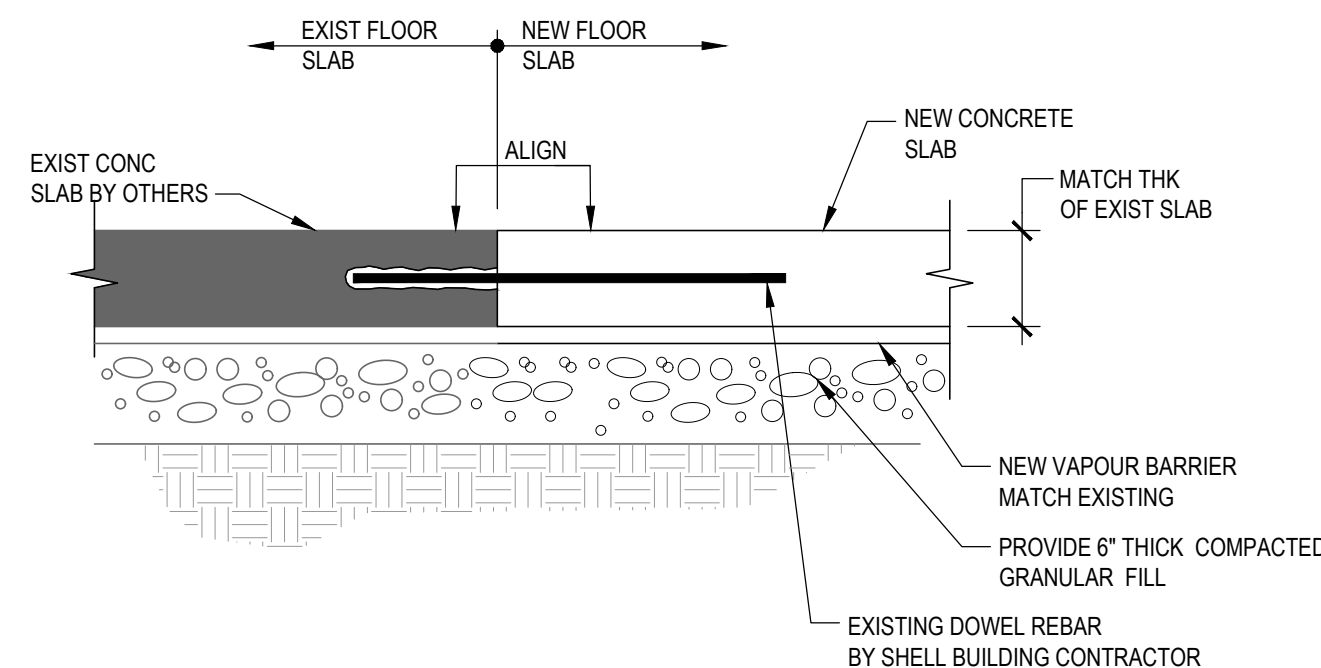 EXIST FLOOR
SLAB
NEW FLOOR
SLAB
ALIGN
EXIST CONC
SLAB BY OTHERS
NEW CONCRETE
SLAB
MATCH THK
OF EXIST SLAB
NEW VAPOUR BARRIER
MATCH EXISTING
PROVIDE 6" THICK COMPACTED
GRANULAR FILL
EXISTING DOWEL REBAR
BY SHELL BUILDING CONTRACTOR